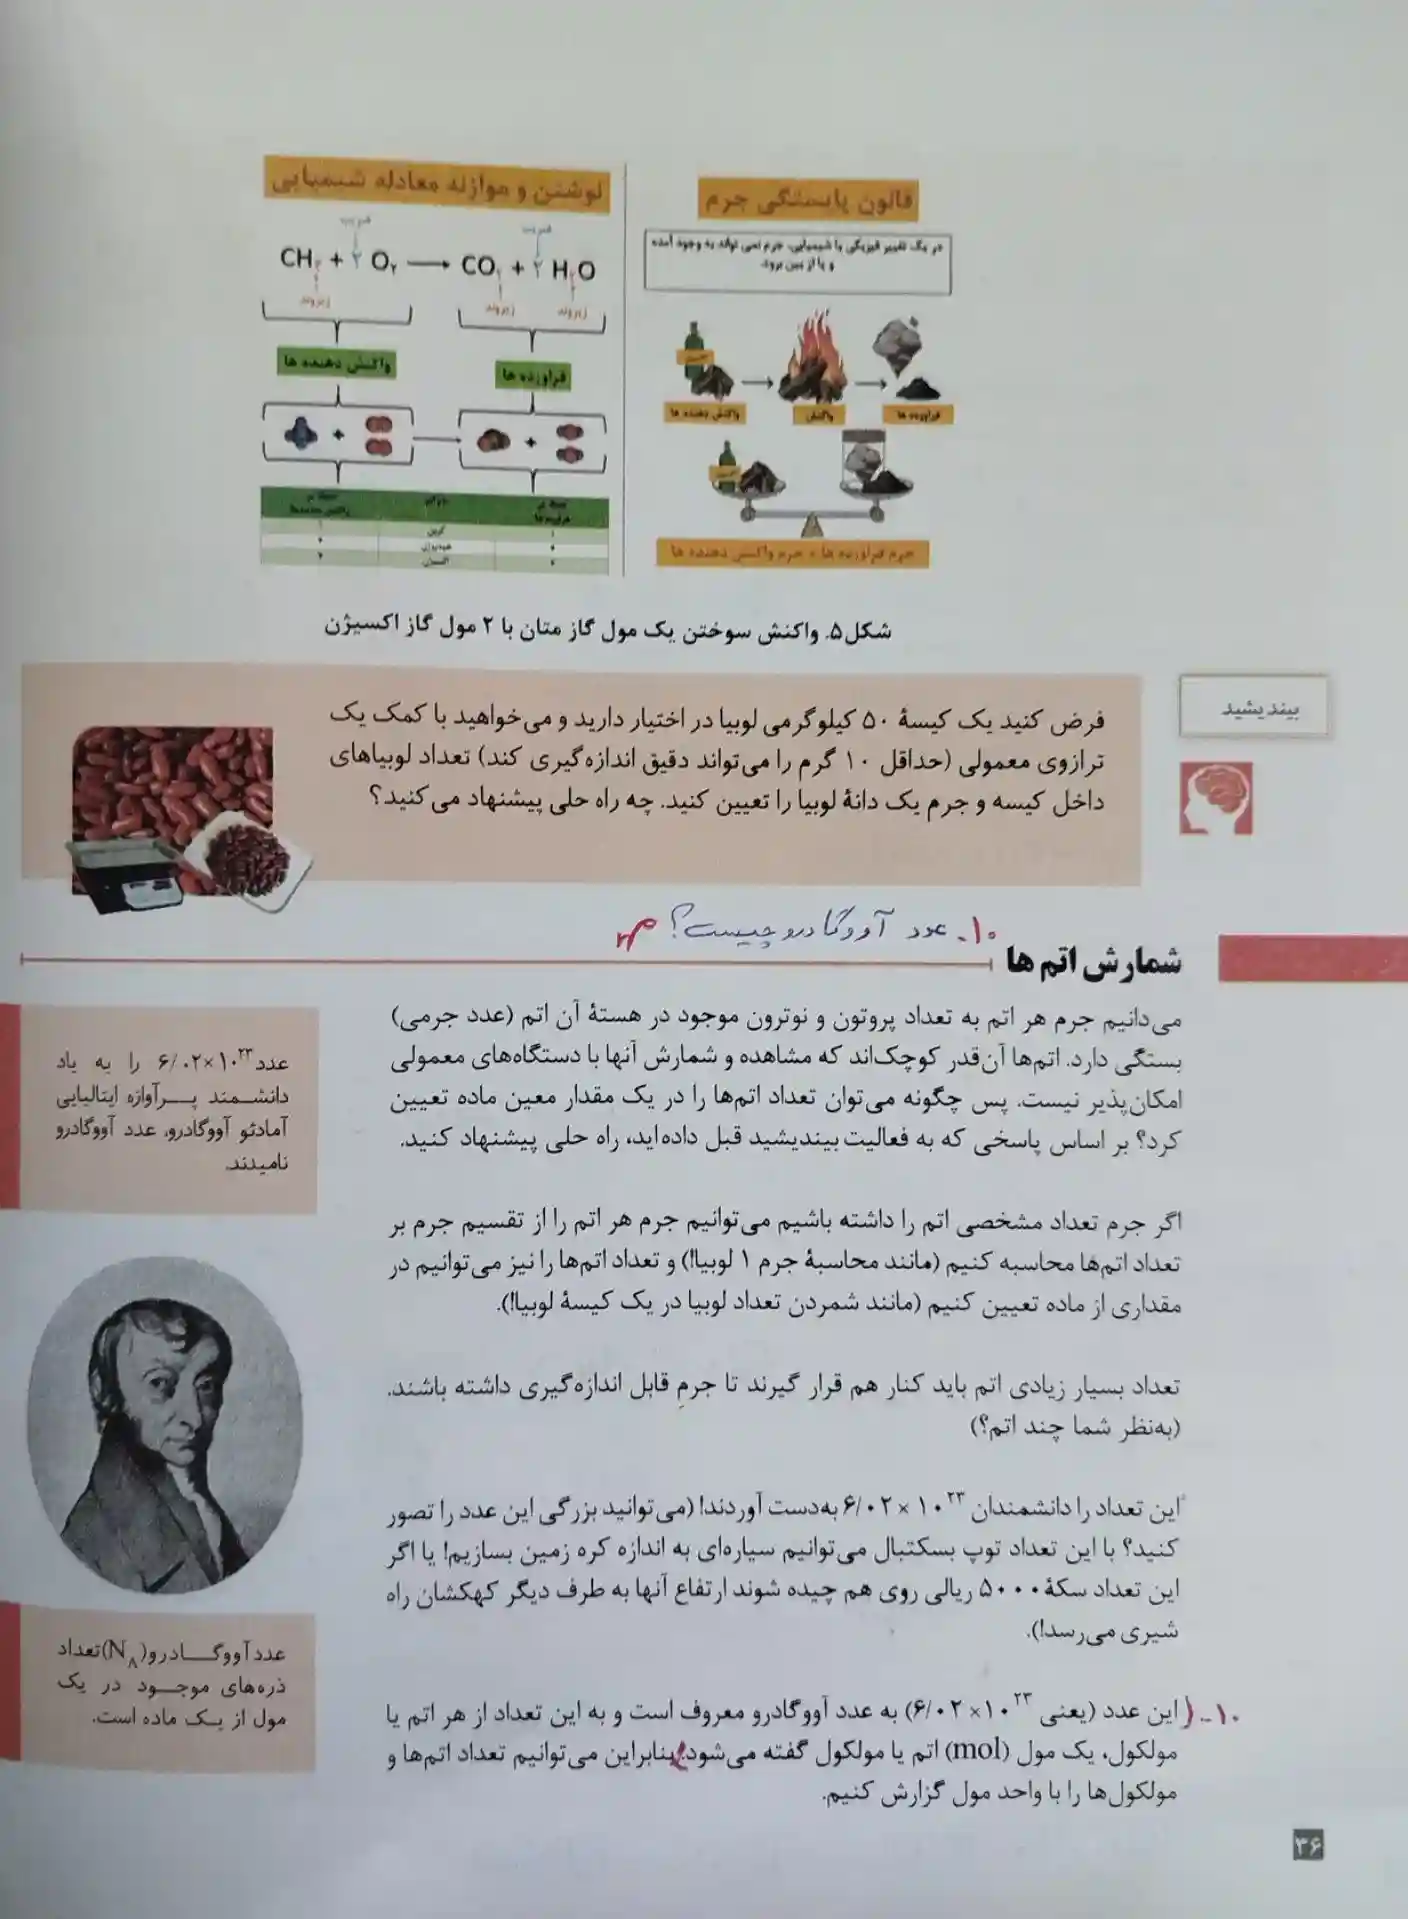 قانون پایستگی جرم
در یک تغییر فیزیکی یا شیمیایی، جرم نمی تواند به وجود آمده
و یا از بین برود.
واکنش دهنده ها
واکنش
فراورده ها
جرم فراورده ها = جرم واکنش دهنده ها
نوشتن و موازنه معادله شیمیایی
ضریب
ضریب
CH₄ + ۲ O₂ → CO₂ + ۲ H₂O
زیروند
زیروند
زیروند
واکنش دهنده ها
فراورده ها
کربن
هیدروژن
اکسیژن
شکل ۵. واکنش سوختن یک مول گاز متان با ۲ مول گاز اکسیژن
بیندیشید
فرض کنید یک کیسهٔ ۵۰ کیلوگرمی لوبیا در اختیار دارید و می‌خواهید با کمک یک
ترازوی معمولی (حداقل ۱۰ گرم را می‌تواند دقیق اندازه‌گیری کند) تعداد لوبیاهای
داخل کیسه و جرم یک دانهٔ لوبیا را تعیین کنید. چه راه حلی پیشنهاد می‌کنید؟
۱۰. عدد آووگادرو چیست؟
شمارش اتم ها
می‌دانیم جرم هر اتم به تعداد پروتون و نوترون موجود در هستهٔ آن اتم (عدد جرمی)
بستگی دارد. اتم‌ها آن‌قدر کوچک‌اند که مشاهده و شمارش آنها با دستگاه‌های معمولی
امکان‌پذیر نیست. پس چگونه می‌توان تعداد اتم‌ها را در یک مقدار معین ماده تعیین
کرد؟ بر اساس پاسخی که به فعالیت بیندیشید قبل داده‌اید، راه حلی پیشنهاد کنید.
اگر جرم تعداد مشخصی اتم را داشته باشیم می‌توانیم جرم هر اتم را از تقسیم جرم بر
تعداد اتم‌ها محاسبه کنیم (مانند محاسبهٔ جرم ۱ لوبیا!) و تعداد اتم‌ها را نیز می‌توانیم در
مقداری از ماده تعیین کنیم (مانند شمردن تعداد لوبیا در یک کیسهٔ لوبیا!).
تعداد بسیار زیادی اتم باید کنار هم قرار گیرند تا جرمِ قابل اندازه‌گیری داشته باشند.
(به‌نظر شما چند اتم؟)
این تعداد را دانشمندان ۶/۰۲ × ۱۰²³ به‌دست آوردند! (می‌توانید بزرگی این عدد را تصور
کنید؟ با این تعداد توپ بسکتبال می‌توانیم سیاره‌ای به اندازه کره زمین بسازیم! یا اگر
این تعداد سکهٔ ۵۰۰۰ ریالی روی هم چیده شوند ارتفاع آنها به طرف دیگر کهکشان راه
شیری می‌رسد!).
۱۰- (این عدد (یعنی ۶/۰۲×۱۰²³) به عدد آووگادرو معروف است و به این تعداد از هر اتم یا
مولکول، یک مول (mol) اتم یا مولکول گفته می‌شود. بنابراین می‌توانیم تعداد اتم‌ها و
مولکول‌ها را با واحد مول گزارش کنیم.
عدد ۶/۰۲×۱۰²³ را به یاد
دانشمند پرآوازه ایتالیایی
آمادئو آووگادرو، عدد آووگادرو
نامیدند.
عدد آووگادرو (N_A) تعداد
ذره‌های موجود در یک
مول از یک ماده است.
۳۶